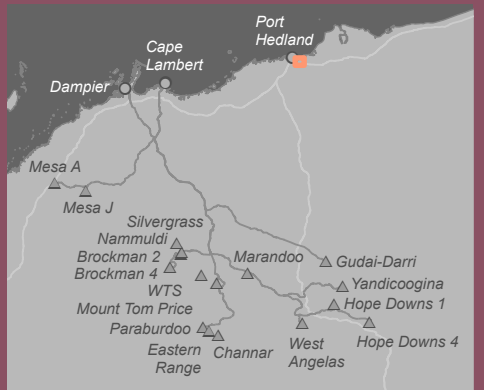 Port
Hedland
Cape
Lambert
Dampier
Mesa A
Mesa J
Silvergrass
Nammuldi
Brockman 2
Brockman 4
Marandoo
Gudai-Darri
Yandicoogina
WTS
Hope Downs 1
Mount Tom Price
Paraburdoo
Eastern
Range
Channar
West
Angelas
Hope Downs 4